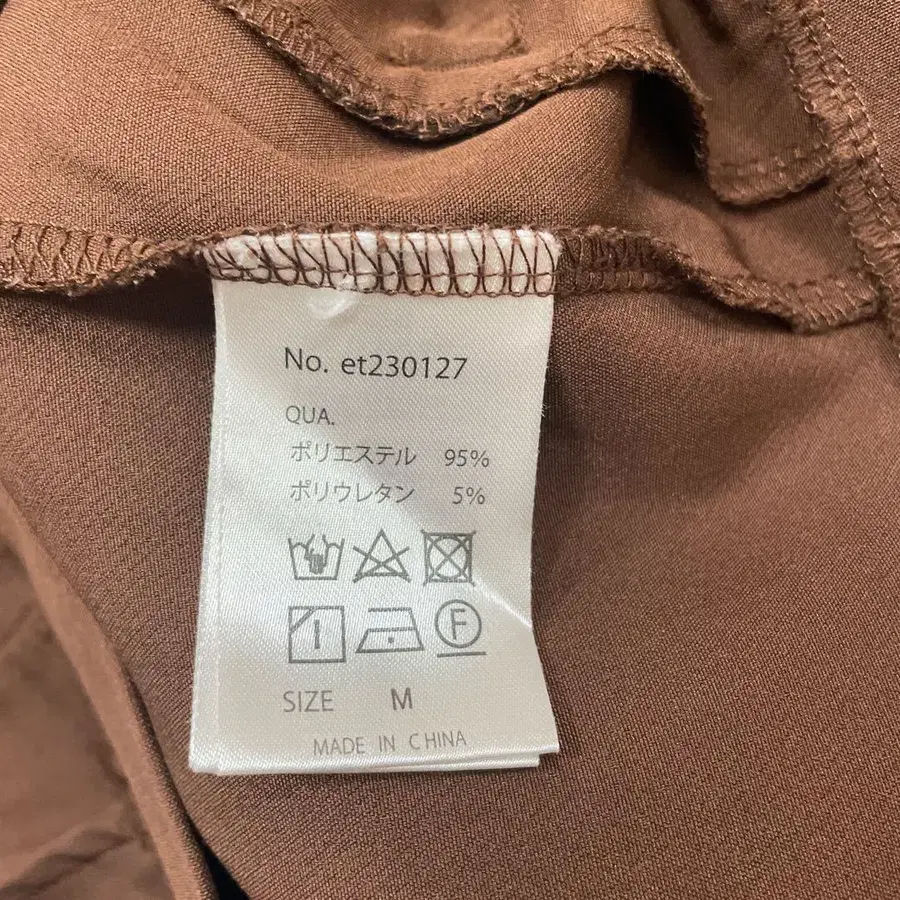 No. et230127
QUA.
ポリエステル 95%
ポリウレタン 5%
F
SIZE M
MADE IN CHINA